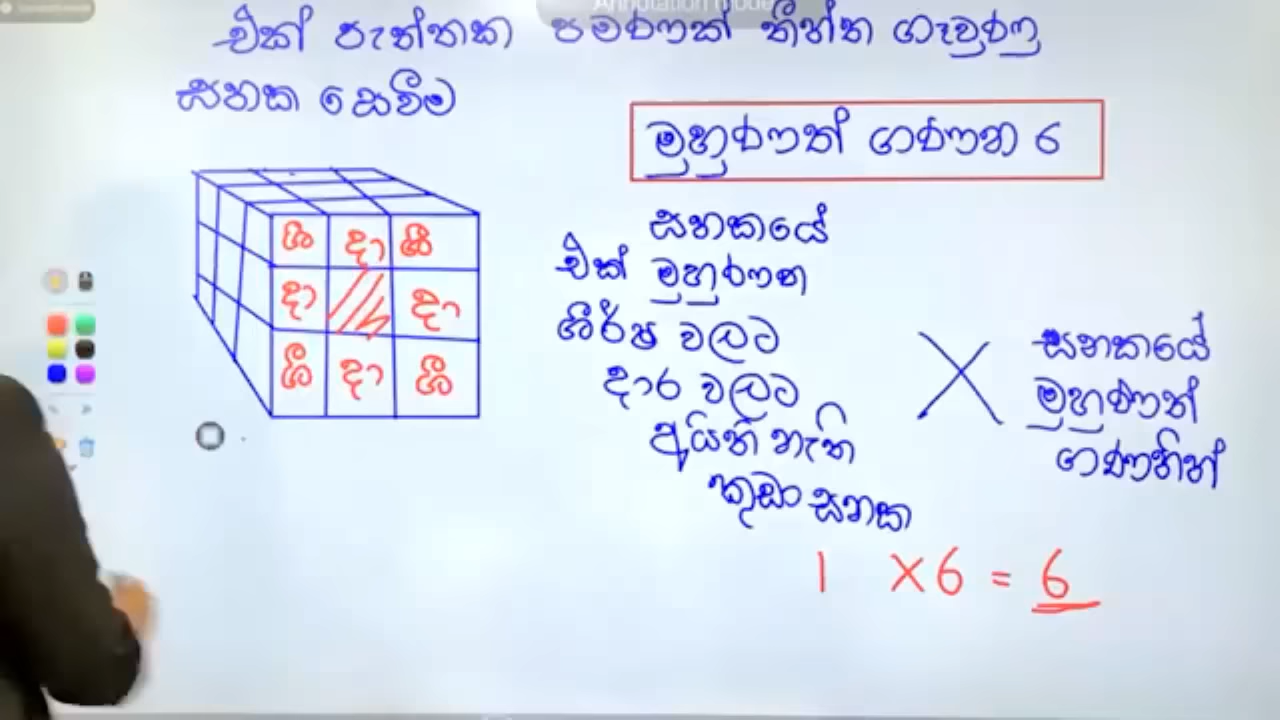 එක් පැත්තක පමණක් තීන්ත ගෑවුණු
ඝනක සෙවීම
මුහුණත් ගණන 6
ශී දා ශී
දා දා
ශී දා ශී
ඝනකයේ
එක් මුහුණත
ශීර්ෂ වලට
දාර වලට
අයිති නැති
කුඩා ඝනක
ඝනකයේ
මුහුණත්
ගණනින්
1 × 6 = 6